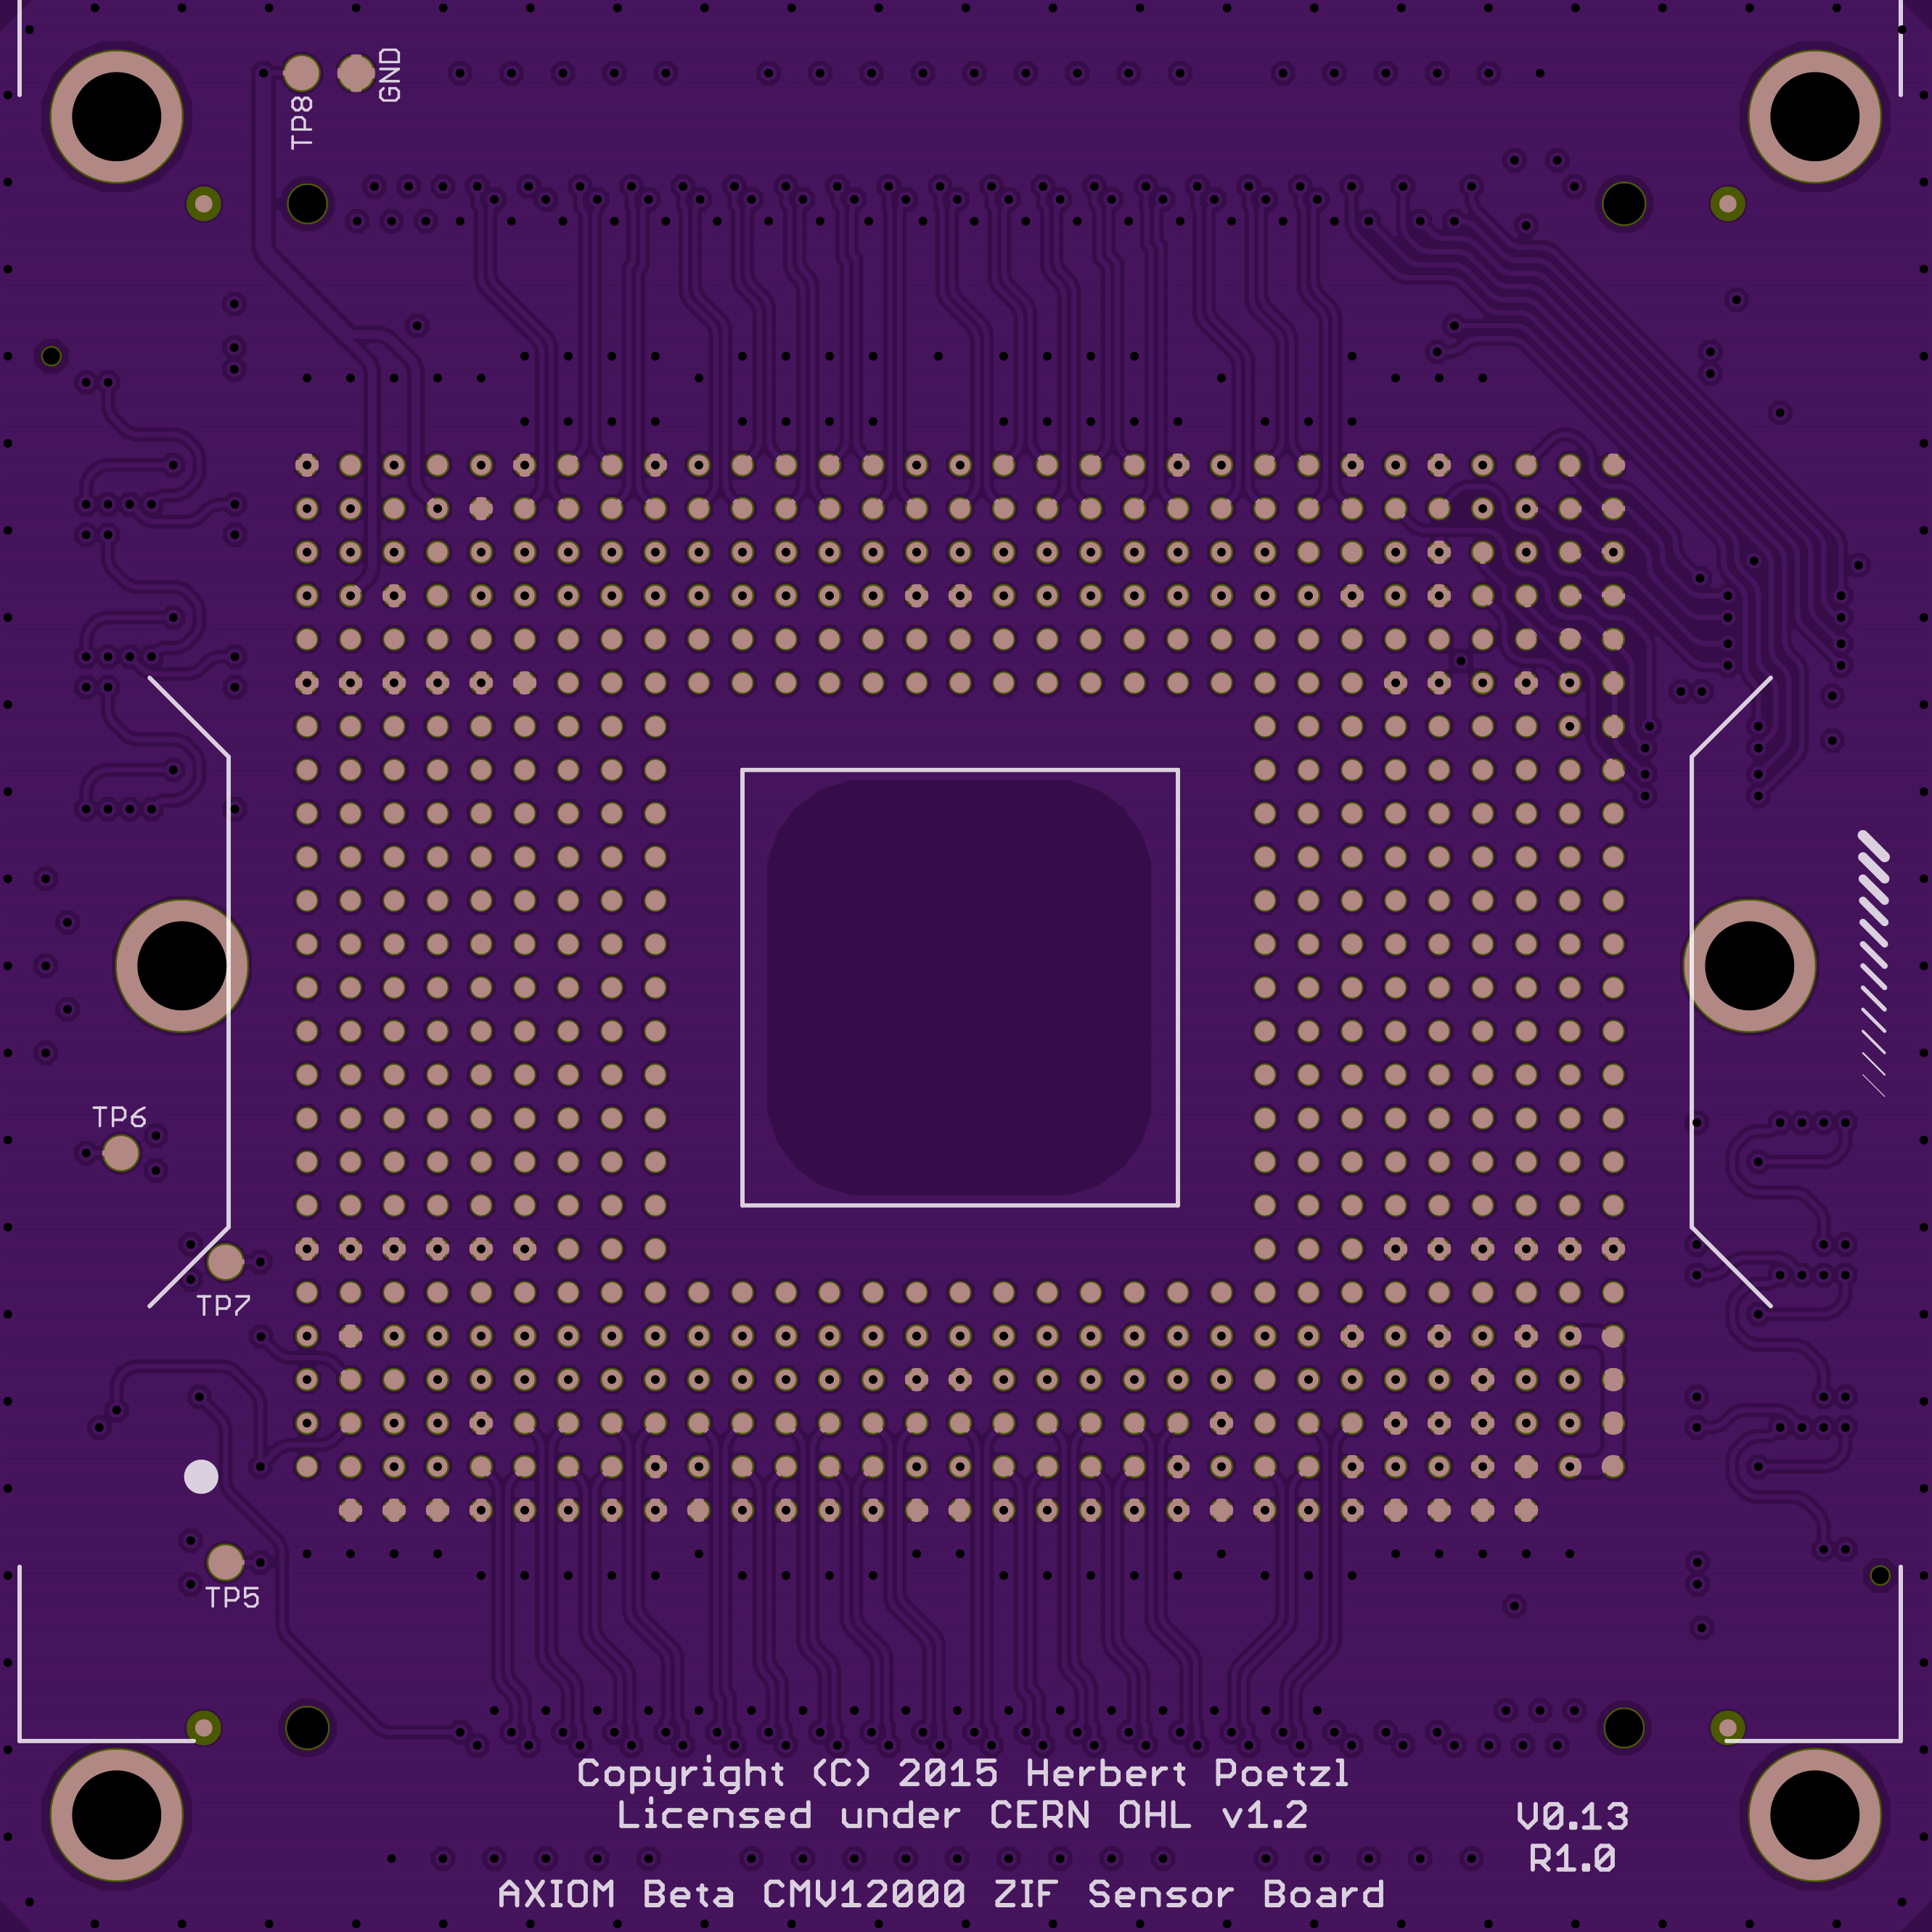 GND
TP8
TP6
TP7
TP5
Copyright (C) 2015 Herbert Poetzl
Licensed under CERN OHL v1.2
V0.13
R1.0
AXIOM Beta CMV12000 ZIF Sensor Board